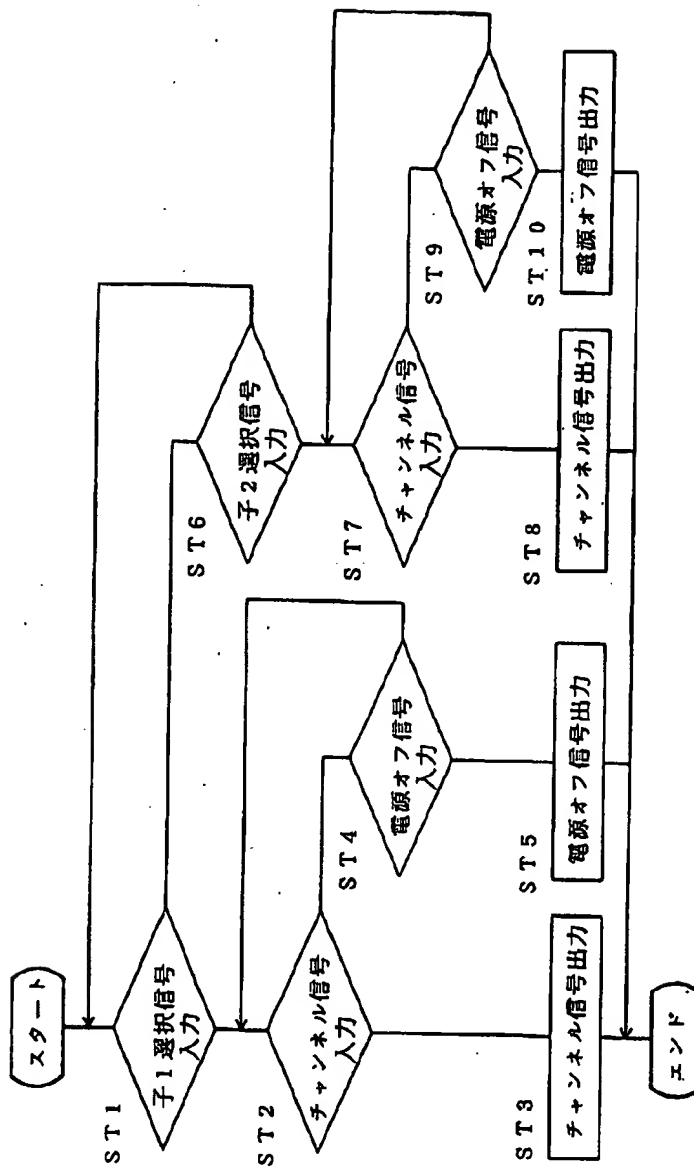 スタート
ST1
子1選択信号
入力
ST2
チャンネル信号
入力
ST3
チャンネル信号出力
ST4
電源オフ信号
入力
ST5
電源オフ信号出力
ST6
子2選択信号
入力
ST7
チャンネル信号
入力
ST8
チャンネル信号出力
ST9
電源オフ信号
入力
ST10
電源オフ信号出力
エンド